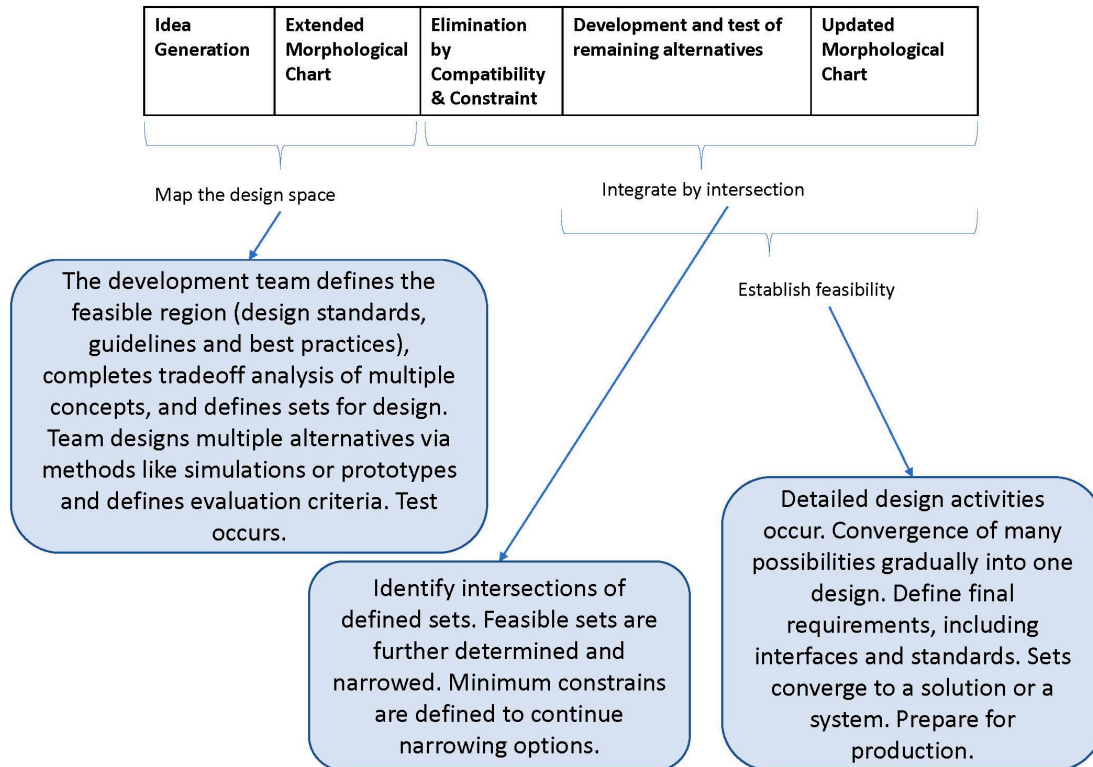 Idea
Generation
Extended
Morphological
Chart
Elimination
by
Compatibility
& Constraint
Development and test of
remaining alternatives
Updated
Morphological
Chart
Map the design space
Integrate by intersection
Establish feasibility
The development team defines the
feasible region (design standards,
guidelines and best practices),
completes tradeoff analysis of multiple
concepts, and defines sets for design.
Team designs multiple alternatives via
methods like simulations or prototypes
and defines evaluation criteria. Test
occurs.
Identify intersections of
defined sets. Feasible sets are
further determined and
narrowed. Minimum constrains
are defined to continue
narrowing options.
Detailed design activities
occur. Convergence of many
possibilities gradually into one
design. Define final
requirements, including
interfaces and standards. Sets
converge to a solution or a
system. Prepare for
production.